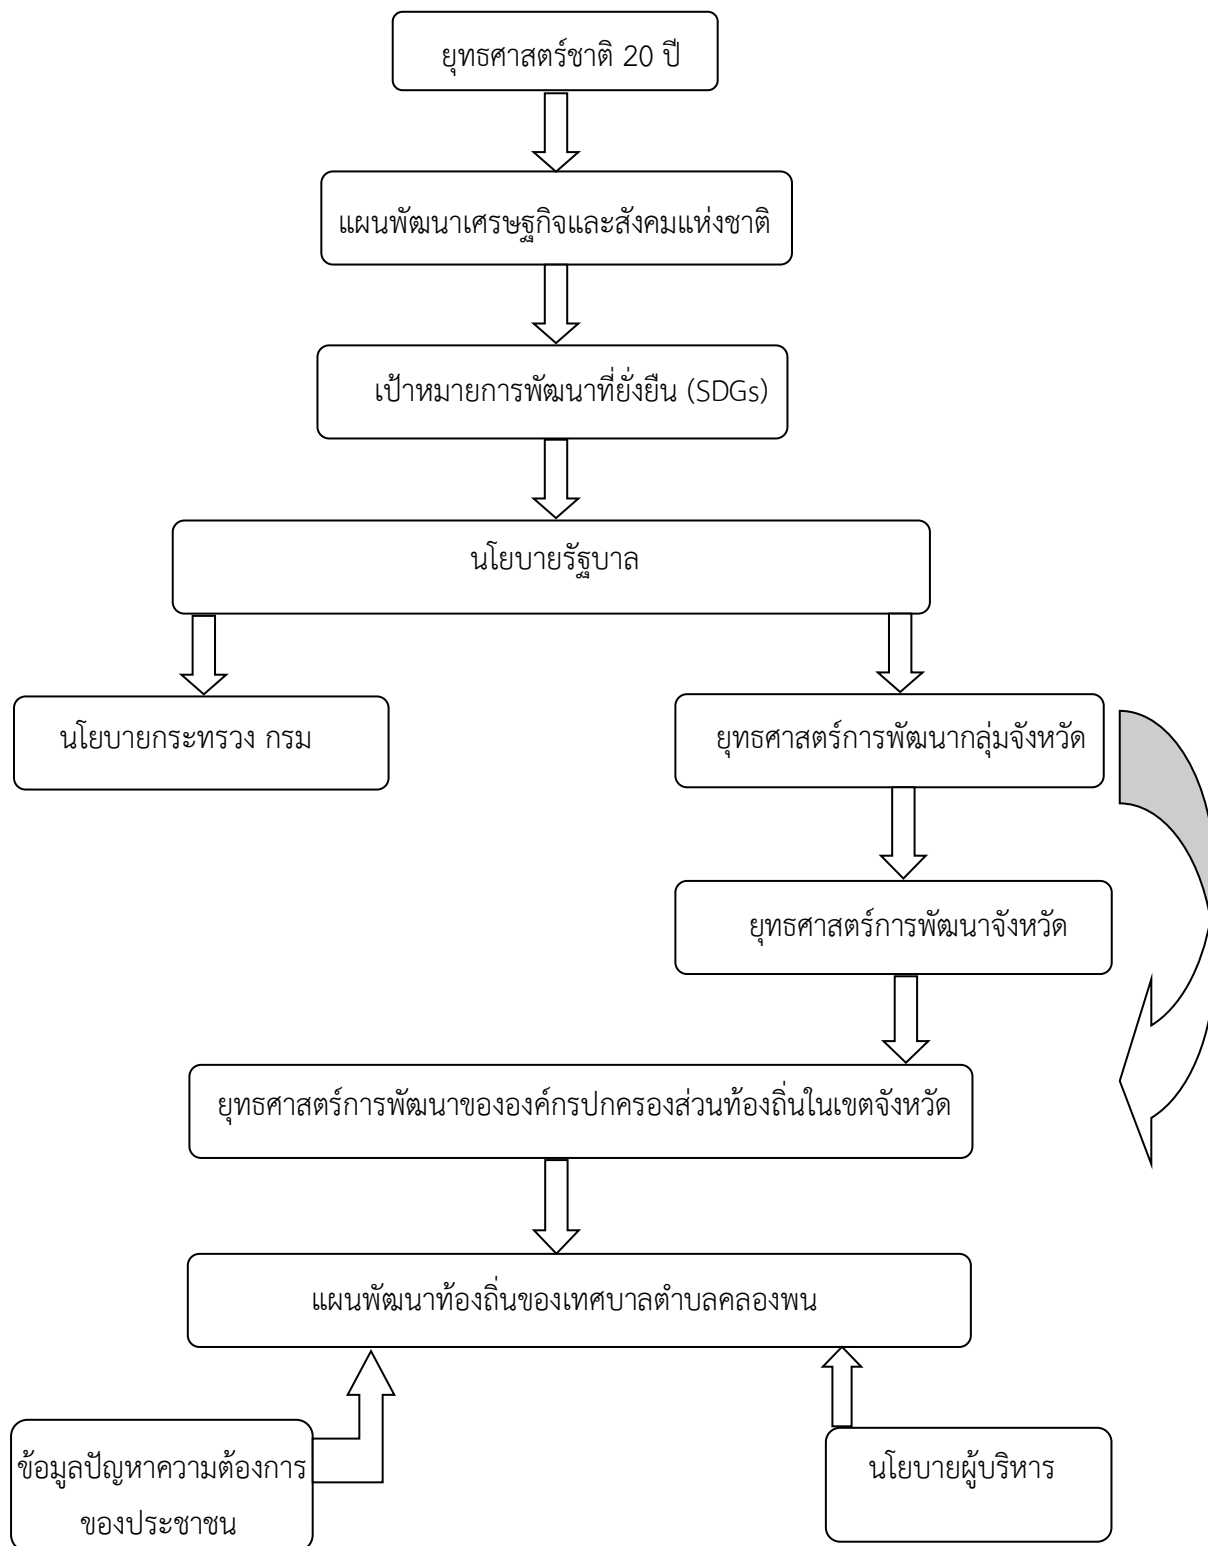 ยุทธศาสตร์ชาติ 20 ปี
แผนพัฒนาเศรษฐกิจและสังคมแห่งชาติ
เป้าหมายการพัฒนาที่ยั่งยืน (SDGs)
นโยบายรัฐบาล
นโยบายกระทรวง กรม
ยุทธศาสตร์การพัฒนากลุ่มจังหวัด
ยุทธศาสตร์การพัฒนาจังหวัด
ยุทธศาสตร์การพัฒนาขององค์กรปกครองส่วนท้องถิ่นในเขตจังหวัด
แผนพัฒนาท้องถิ่นของเทศบาลตำบลคลองพน
ข้อมูลปัญหาความต้องการ
ของประชาชน
นโยบายผู้บริหาร